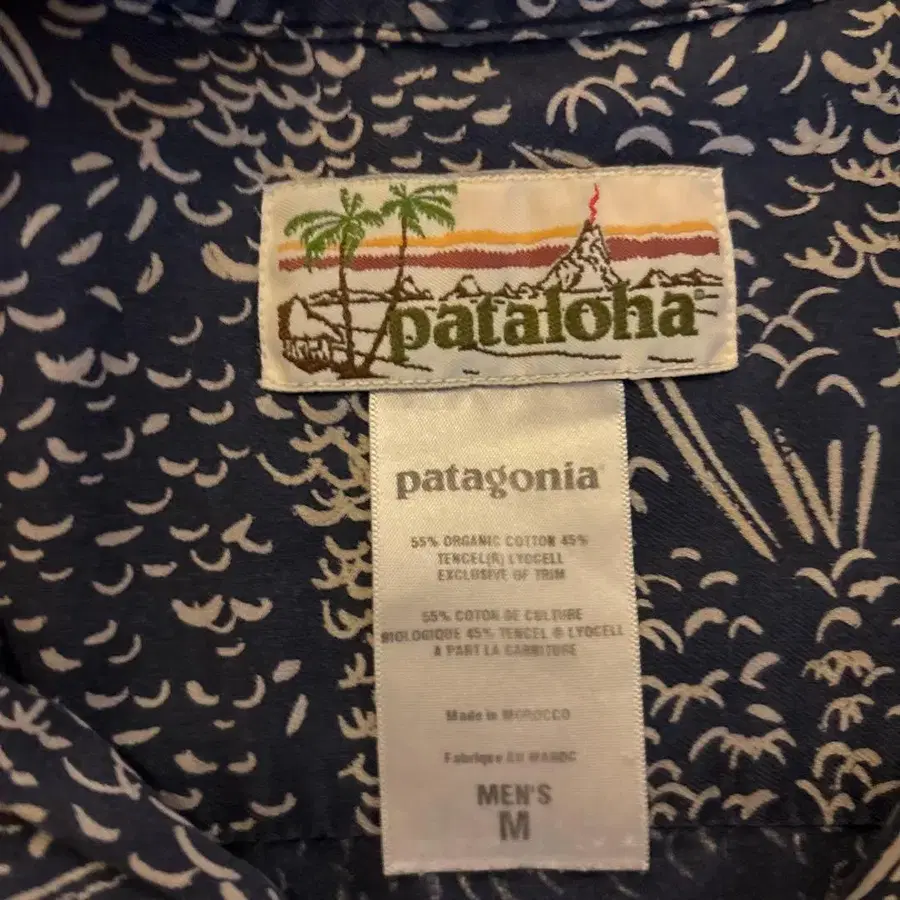 pataloha
patagonia
55% ORGANIC COTTON 45%
TENCEL(R) LYOCELL
EXCLUSIVE OF TRIM
55% COTON DE CULTURE
BIOLOGIQUE 45% TENCEL ® LYOCELL
A PART LA GARNITURE
Made in MOROCCO
Fabrique AU MAROC
MEN'S
M